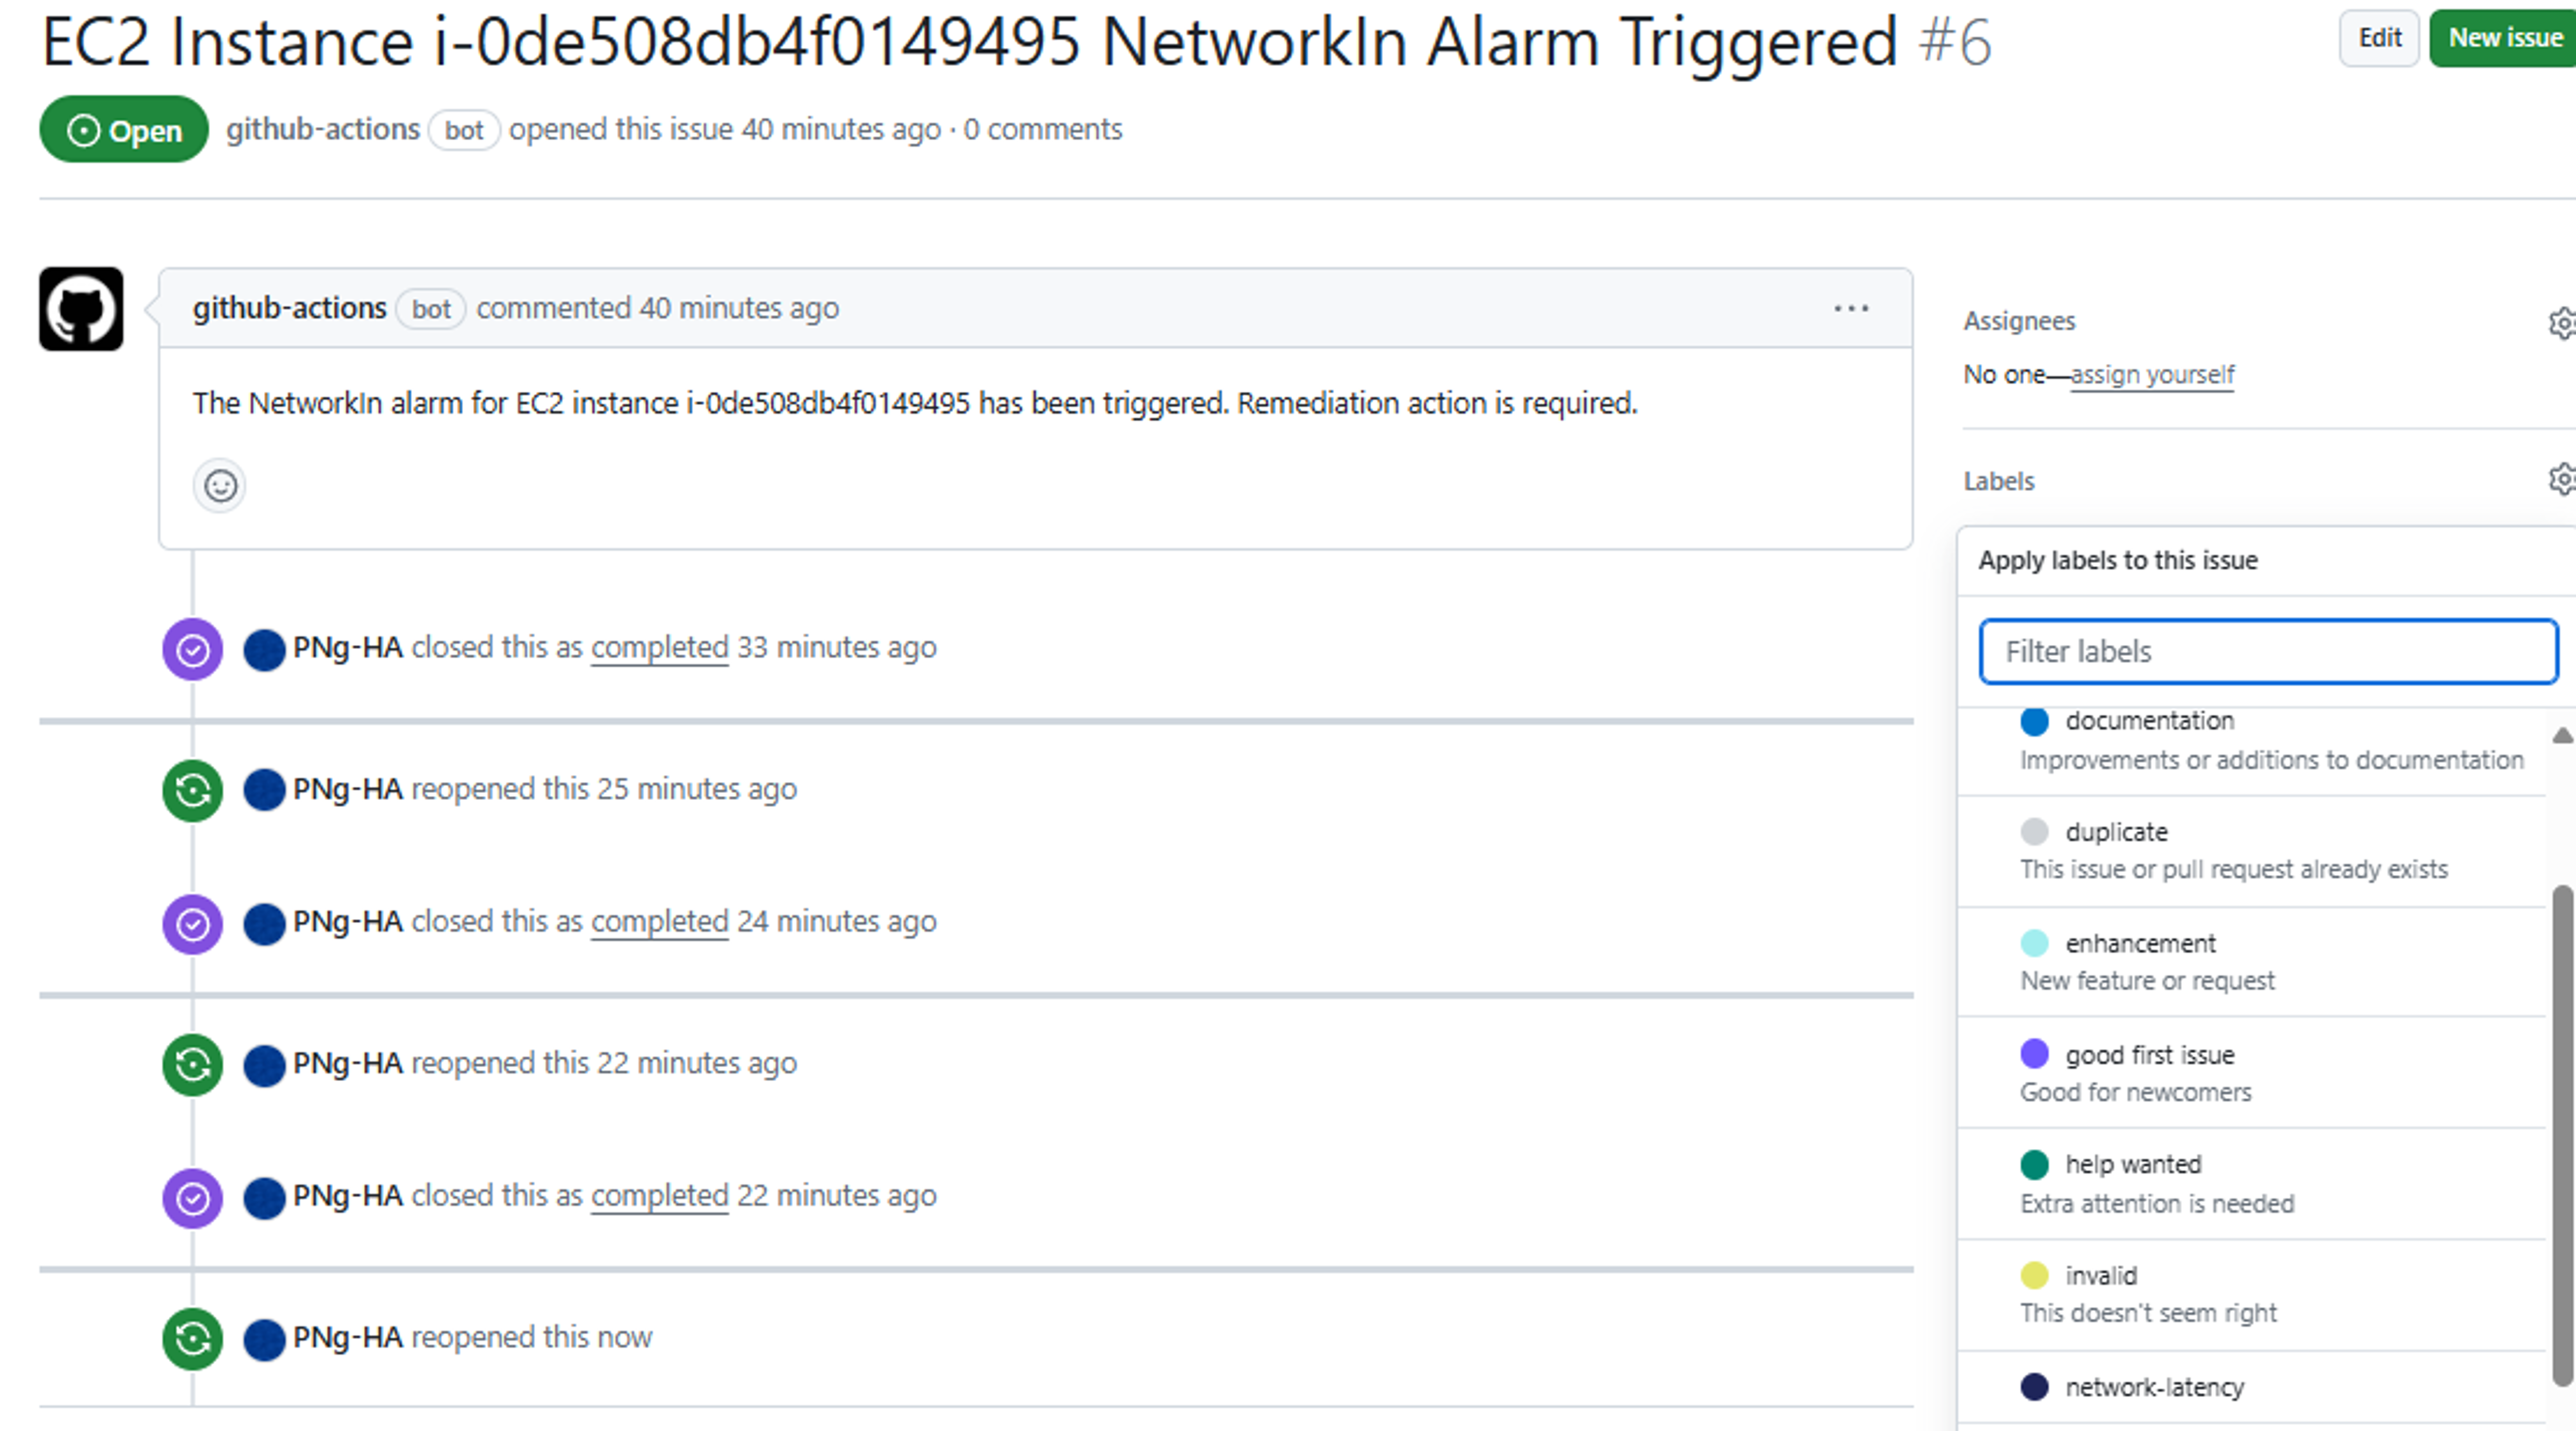 EC2 Instance i-0de508db4f0149495 NetworkIn Alarm Triggered #6
Edit
New issue
Open
github-actions bot opened this issue 40 minutes ago · 0 comments
github-actions bot commented 40 minutes ago
The NetworkIn alarm for EC2 instance i-0de508db4f0149495 has been triggered. Remediation action is required.
PNg-HA closed this as completed 33 minutes ago
PNg-HA reopened this 25 minutes ago
PNg-HA closed this as completed 24 minutes ago
PNg-HA reopened this 22 minutes ago
PNg-HA closed this as completed 22 minutes ago
PNg-HA reopened this now
Assignees
No one—assign yourself
Labels
Apply labels to this issue
Filter labels
documentation
Improvements or additions to documentation
duplicate
This issue or pull request already exists
enhancement
New feature or request
good first issue
Good for newcomers
help wanted
Extra attention is needed
invalid
This doesn't seem right
network-latency